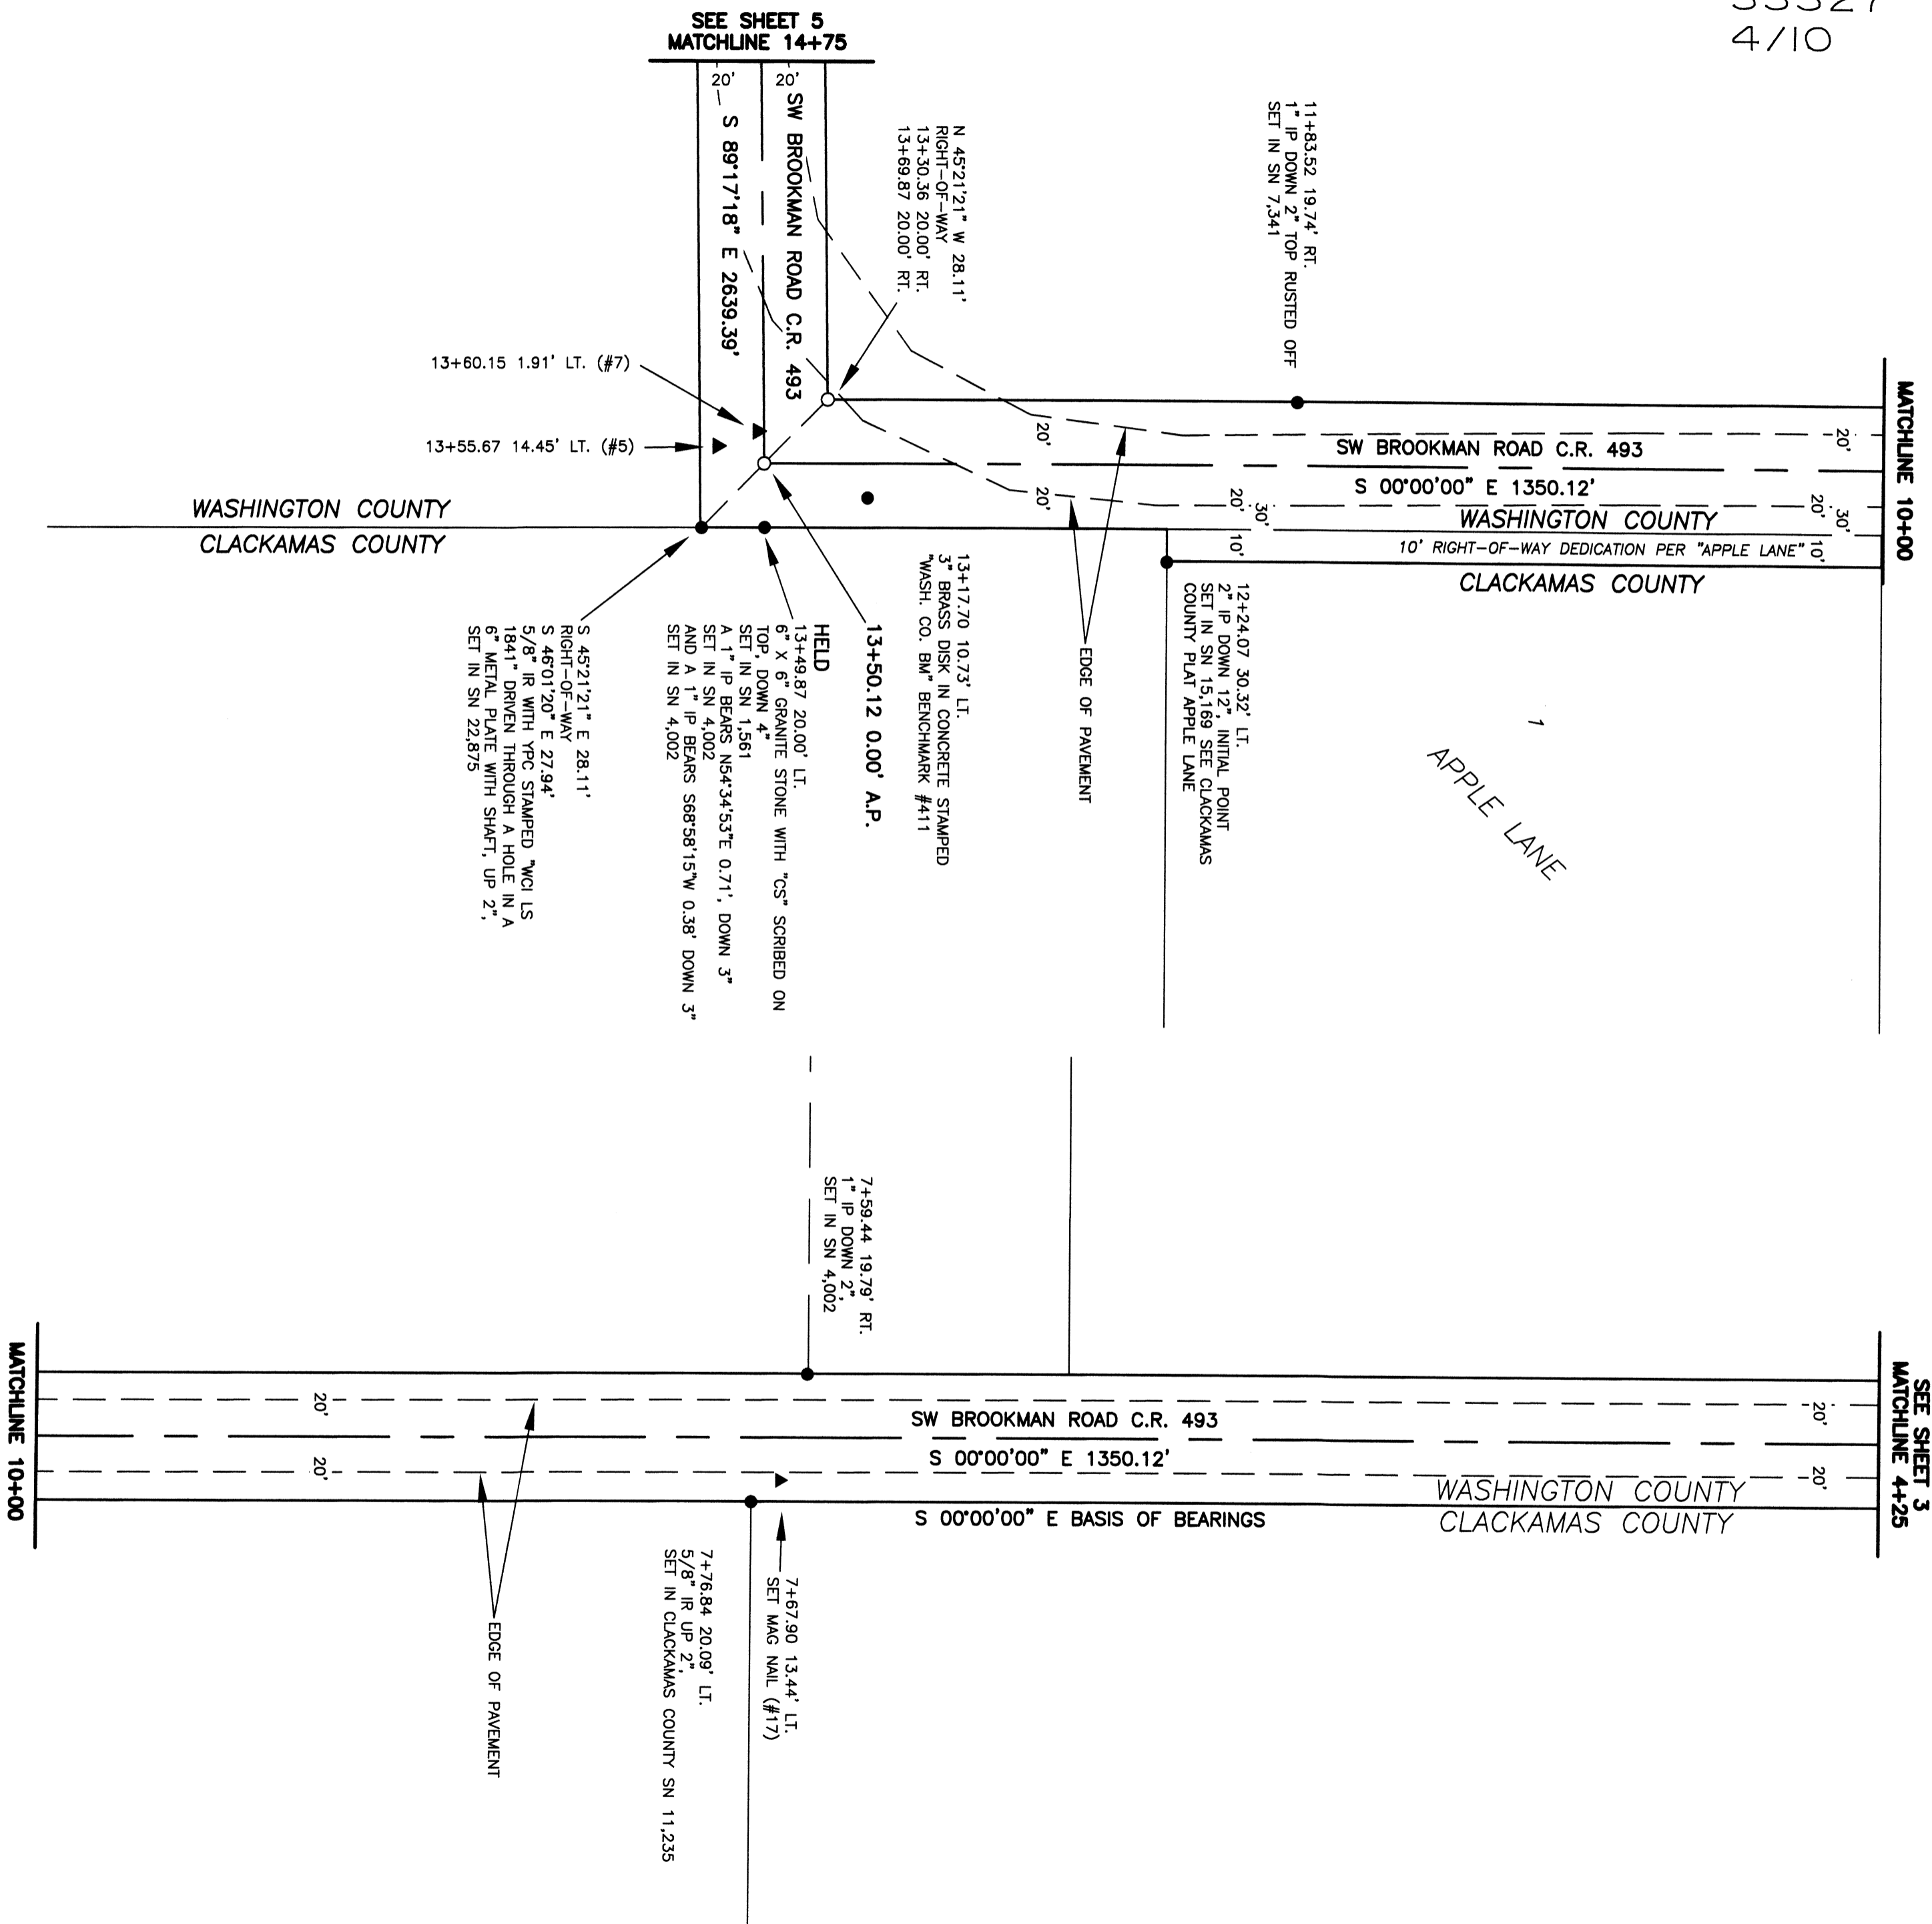 4/10
SEE SHEET 5
MATCHLINE 14+75
20'
20'
SW BROOKMAN ROAD C.R. 493
S 89°17'18" E 2639.39'
N 45°21'21" W 28.11'
RIGHT-OF-WAY
13+30.36 20.00' RT.
13+69.87 20.00' RT.
11+83.52 19.74' RT.
1" IP DOWN 2" TOP RUSTED OFF
SET IN SN 7,341
MATCHLINE 10+00
13+60.15 1.91' LT. (#7)
13+55.67 14.45' LT. (#5)
20'
20'
SW BROOKMAN ROAD C.R. 493
S 00°00'00" E 1350.12'
20'
20'
30'
20'
30'
WASHINGTON COUNTY
CLACKAMAS COUNTY
WASHINGTON COUNTY
10'
10' RIGHT-OF-WAY DEDICATION PER "APPLE LANE"
10'
CLACKAMAS COUNTY
S 45°21'21" E 28.11'
RIGHT-OF-WAY
S 46°01'20" E 27.94'
5/8" IR WITH YPC STAMPED "WCI LS
1841" DRIVEN THROUGH A HOLE IN A
6" METAL PLATE WITH SHAFT, UP 2",
SET IN SN 22,875
HELD
13+49.87 20.00' LT.
6" X 6" GRANITE STONE WITH "CS" SCRIBED ON
TOP, DOWN 4"
SET IN SN 1,561
A 1" IP BEARS N54°34'53"E 0.71', DOWN 3"
SET IN SN 4,002
AND A 1" IP BEARS S68°58'15"W 0.38' DOWN 3"
SET IN SN 4,002
13+50.12 0.00' A.P.
13+17.70 10.73' LT.
3" BRASS DISK IN CONCRETE STAMPED
"WASH. CO. BM" BENCHMARK #411
EDGE OF PAVEMENT
12+24.07 30.32' LT.
2" IP DOWN 12", INITIAL POINT
SET IN SN 15,169 SEE CLACKAMAS
COUNTY PLAT APPLE LANE
1
APPLE LANE
7+59.44 19.79' RT.
1" IP DOWN 2",
SET IN SN 4,002
SEE SHEET 3
MATCHLINE 4+25
MATCHLINE 10+00
20'
20'
SW BROOKMAN ROAD C.R. 493
S 00°00'00" E 1350.12'
20'
20'
WASHINGTON COUNTY
S 00°00'00" E BASIS OF BEARINGS
CLACKAMAS COUNTY
7+67.90 13.44' LT.
SET MAG NAIL (#17)
7+76.84 20.09' LT.
5/8" IR UP 2",
SET IN CLACKAMAS COUNTY SN 11,235
EDGE OF PAVEMENT